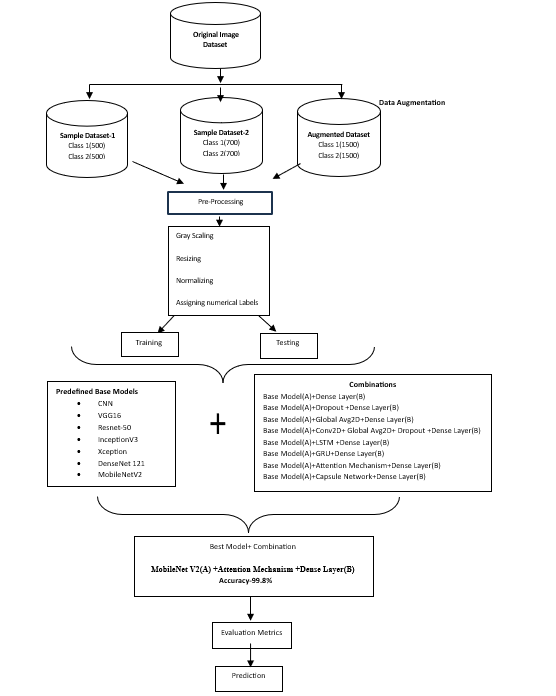 Original Image
Dataset
Data Augmentation
Sample Dataset-1
Class 1(500)
Class 2(500)
Sample Dataset-2
Class 1(700)
Class 2(700)
Augmented Dataset
Class 1(1500)
Class 2(1500)
Pre-Processing
Gray Scaling
Resizing
Normalizing
Assigning numerical Labels
Training
Testing
Predefined Base Models
• CNN
• VGG16
• Resnet-50
• InceptionV3
• Xception
• DenseNet 121
• MobileNetV2
+
Combinations
Base Model(A)+Dense Layer(B)
Base Model(A)+Dropout +Dense Layer(B)
Base Model(A)+Global Avg2D+Dense Layer(B)
Base Model(A)+Conv2D+ Global Avg2D+ Dropout +Dense Layer(B)
Base Model(A)+LSTM +Dense Layer(B)
Base Model(A)+GRU+Dense Layer(B)
Base Model(A)+Attention Mechanism+Dense Layer(B)
Base Model(A)+Capsule Network+Dense Layer(B)
Best Model+ Combination
MobileNet V2(A) +Attention Mechanism +Dense Layer(B)
Accuracy-99.8%
Evaluation Metrics
Prediction